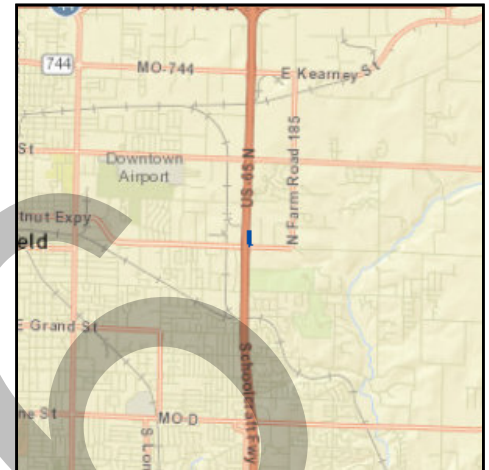 744
MO-744
E Kearney St
St
Downtown
Airport
US-65 N
N Farm Road 185
tnut Expy
eld
E Grand St
Schoolcraft Fwy
ne St
MO-D
S Lon